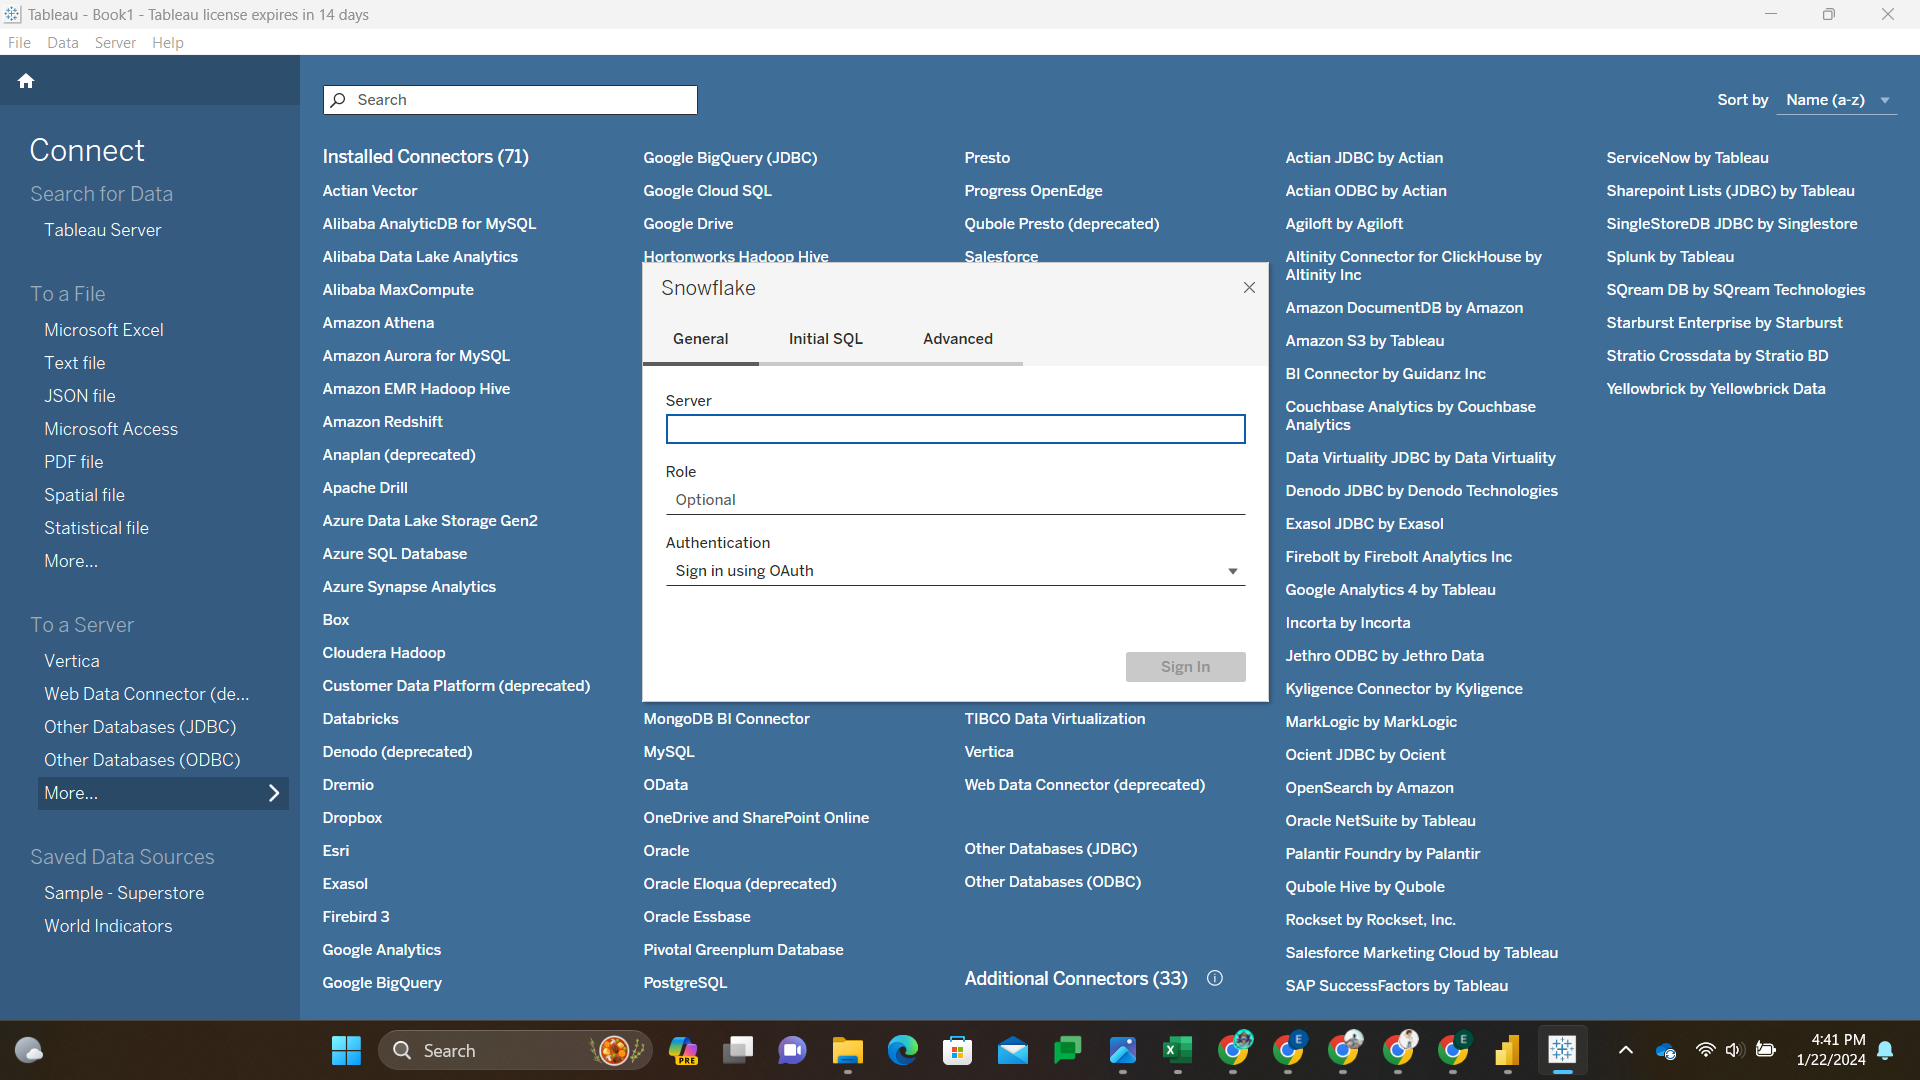 Tableau - Book1 - Tableau license expires in 14 days
File Data Server Help
Search
Sort by Name (a-z)
Connect
Search for Data
Tableau Server
To a File
Microsoft Excel
Text file
JSON file
Microsoft Access
PDF file
Spatial file
Statistical file
More...
To a Server
Vertica
Web Data Connector (de...
Other Databases (JDBC)
Other Databases (ODBC)
More...
Saved Data Sources
Sample - Superstore
World Indicators
Installed Connectors (71)
Actian Vector
Alibaba AnalyticDB for MySQL
Alibaba Data Lake Analytics
Alibaba MaxCompute
Amazon Athena
Amazon Aurora for MySQL
Amazon EMR Hadoop Hive
Amazon Redshift
Anaplan (deprecated)
Apache Drill
Azure Data Lake Storage Gen2
Azure SQL Database
Azure Synapse Analytics
Box
Cloudera Hadoop
Customer Data Platform (deprecated)
Databricks
Denodo (deprecated)
Dremio
Dropbox
Esri
Exasol
Firebird 3
Google Analytics
Google BigQuery
Google BigQuery (JDBC)
Google Cloud SQL
Google Drive
Hortonworks Hadoop Hive
MongoDB BI Connector
MySQL
OData
OneDrive and SharePoint Online
Oracle
Oracle Eloqua (deprecated)
Oracle Essbase
Pivotal Greenplum Database
PostgreSQL
Presto
Progress OpenEdge
Qubole Presto (deprecated)
Salesforce
TIBCO Data Virtualization
Vertica
Web Data Connector (deprecated)
Other Databases (JDBC)
Other Databases (ODBC)
Additional Connectors (33)
Actian JDBC by Actian
Actian ODBC by Actian
Agiloft by Agiloft
Altinity Connector for ClickHouse by
Altinity Inc
Amazon DocumentDB by Amazon
Amazon S3 by Tableau
BI Connector by Guidanz Inc
Couchbase Analytics by Couchbase
Analytics
Data Virtuality JDBC by Data Virtuality
Denodo JDBC by Denodo Technologies
Exasol JDBC by Exasol
Firebolt by Firebolt Analytics Inc
Google Analytics 4 by Tableau
Incorta by Incorta
Jethro ODBC by Jethro Data
Kyligence Connector by Kyligence
MarkLogic by MarkLogic
Ocient JDBC by Ocient
OpenSearch by Amazon
Oracle NetSuite by Tableau
Palantir Foundry by Palantir
Qubole Hive by Qubole
Rockset by Rockset, Inc.
Salesforce Marketing Cloud by Tableau
SAP SuccessFactors by Tableau
ServiceNow by Tableau
Sharepoint Lists (JDBC) by Tableau
SingleStoreDB JDBC by Singlestore
Splunk by Tableau
SQream DB by SQream Technologies
Starburst Enterprise by Starburst
Stratio Crossdata by Stratio BD
Yellowbrick by Yellowbrick Data
Snowflake
General Initial SQL Advanced
Server
Role
Optional
Authentication
Sign in using OAuth
Sign In
Search
PRE
E
E
4:41 PM
1/22/2024